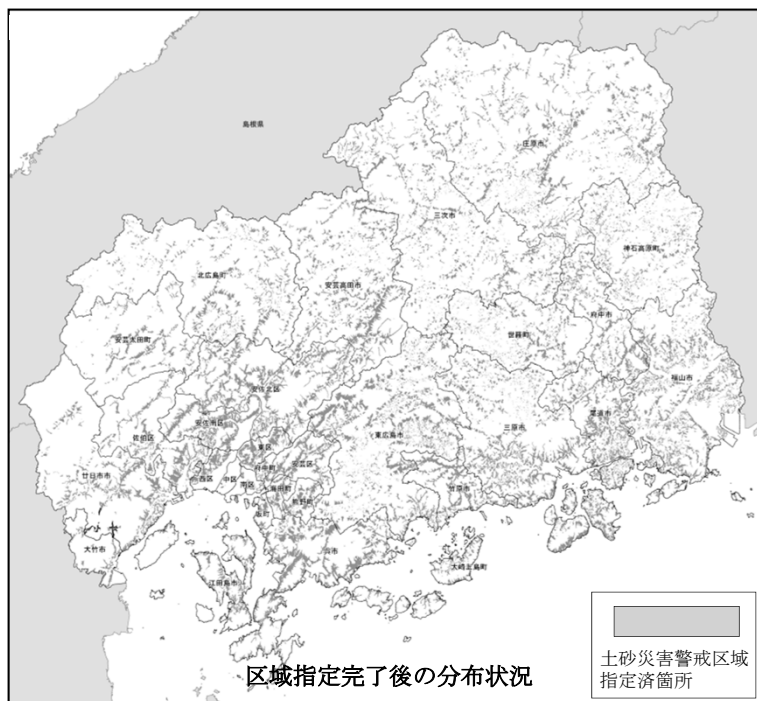 島根県
庄原市
三次市
神石高原町
北広島町
安芸高田市
府中市
世羅町
安芸太田町
福山市
安佐北区
尾道市
安佐南区
三原市
佐伯区
東広島市
東区
安芸区
府中町
廿日市市
西区
中区
南区
海田町
竹原市
熊野町
坂町
大竹市
呉市
大崎上島町
江田島市
区域指定完了後の分布状況
土砂災害警戒区域
指定済箇所